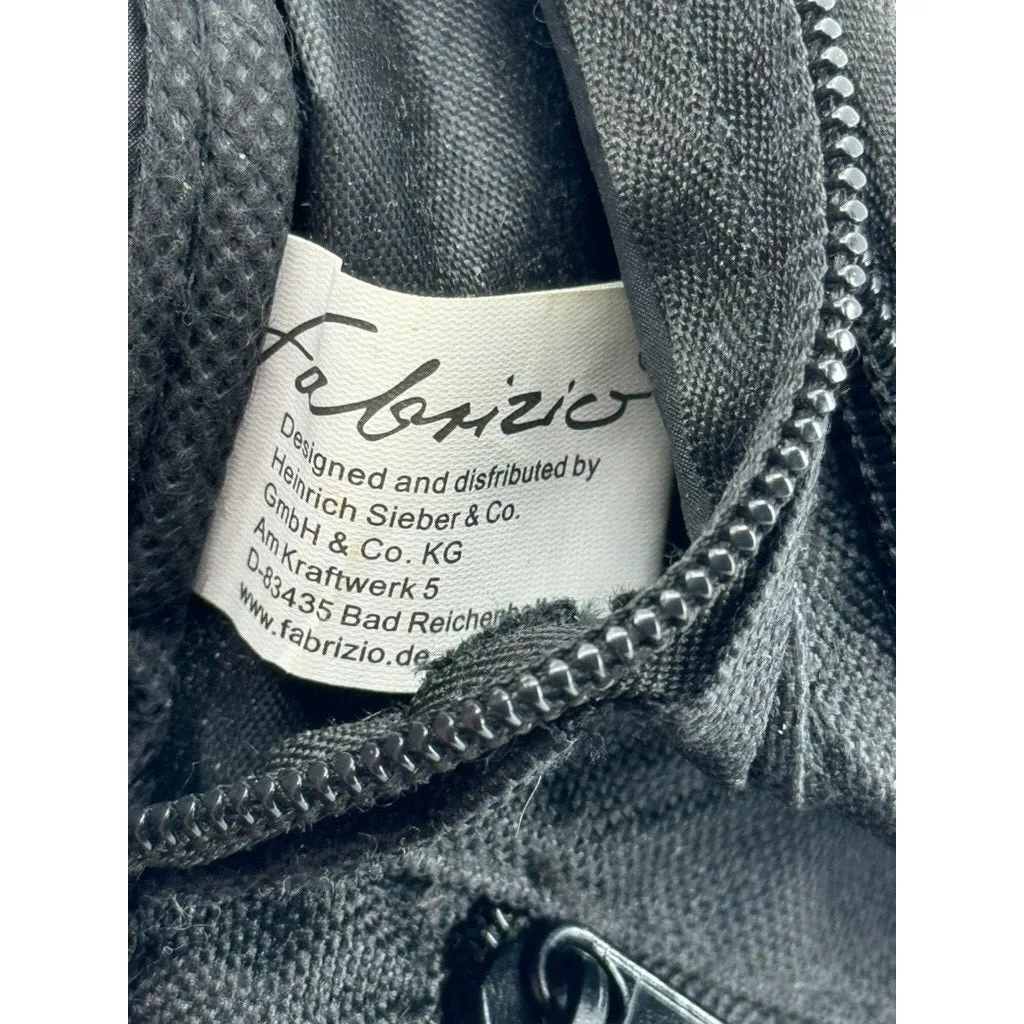 Fabrizio
Designed and disfributed by
Heinrich Sieber & Co.
GmbH & Co. KG
Am Kraftwerk 5
D-83435 Bad Reichenhall
www.fabrizio.de